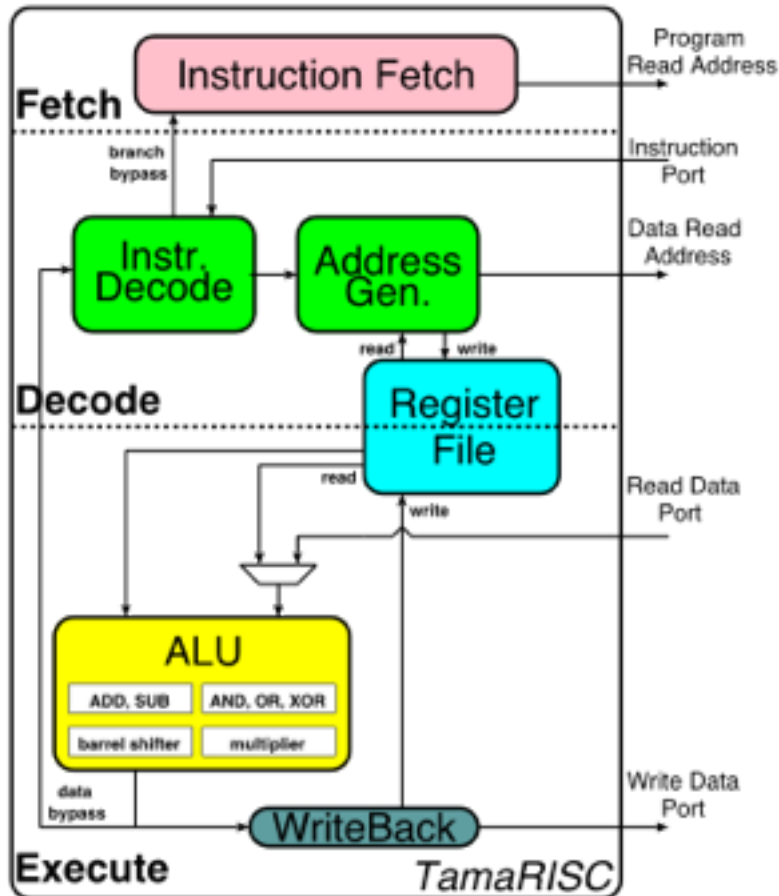 Program
Read Address
Instruction Fetch
Fetch
branch
bypass
Instruction
Port
Instr.
Decode
Address
Gen.
Data Read
Address
read
write
Decode
Register
File
read
write
Read Data
Port
ALU
ADD, SUB
AND, OR, XOR
barrel shifter
multiplier
data
bypass
WriteBack
Write Data
Port
Execute
TamaRISC